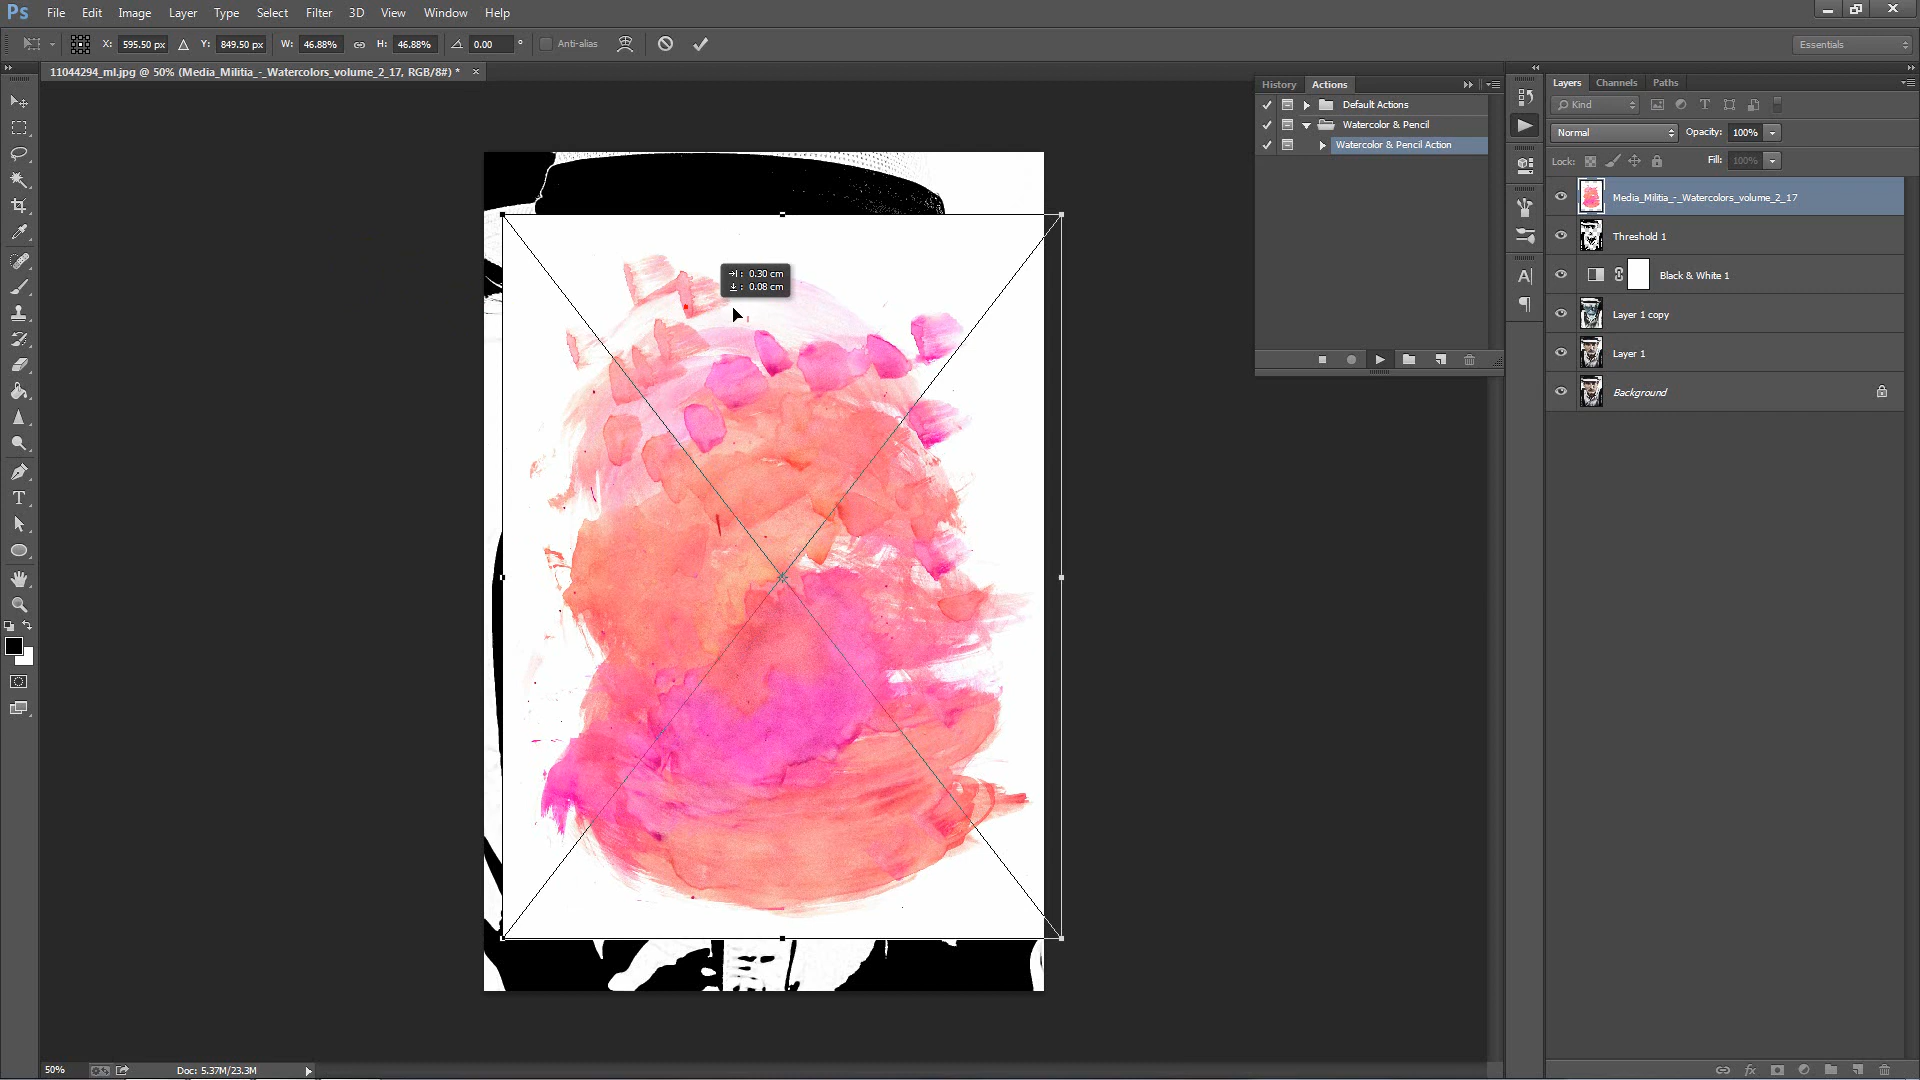 Ps File Edit Image Layer Type Select Filter 3D View Window Help
X: 595.50 px Y: 849.50 px W: 46.88% H: 46.88% 0.00 ° Anti-alias Essentials
11044294_ml.jpg @ 50% (Media_Militia_-_Watercolors_volume_2_17, RGB/8#) * ×
History Actions
Default Actions
Watercolor & Pencil
Watercolor & Pencil Action
Layers Channels Paths
Kind
Normal Opacity: 100%
Lock: Fill: 100%
Media_Militia_-_Watercolors_volume_2_17
Threshold 1
Black & White 1
Layer 1 copy
Layer 1
Background
: 0.30 cm
: 0.08 cm
50% Doc: 5.37M/23.3M